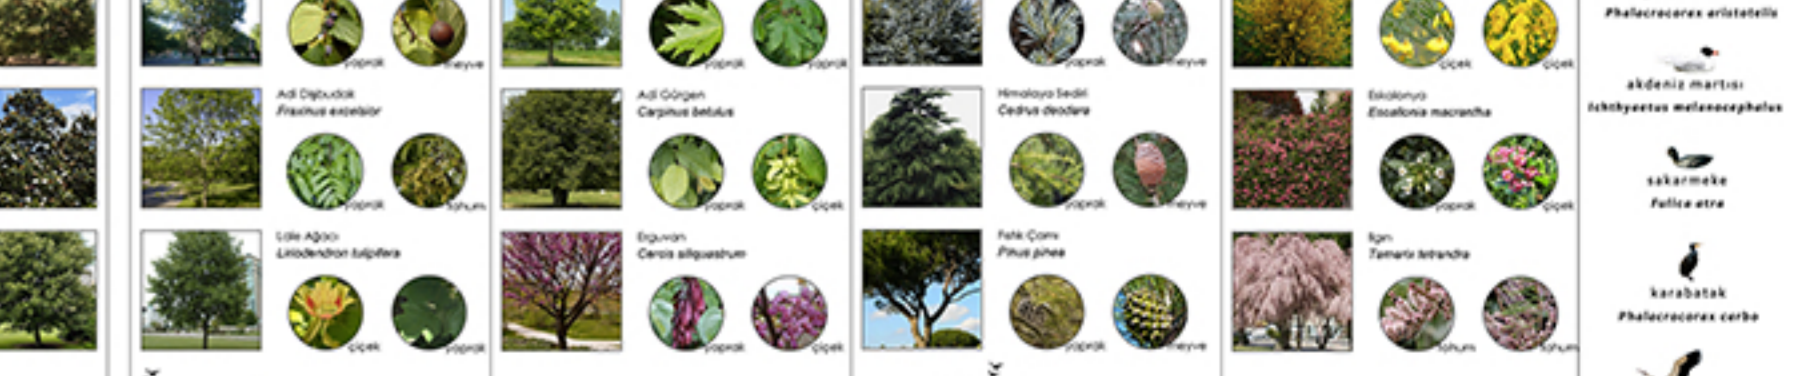 yaprak
meyve
yaprak
yaprak
yaprak
meyve
çiçek
çiçek
Phalacrocorax aristotelis
akdeniz martısı
Ichthyaetus melanocephalus
Adi Dişbudak
Fraxinus excelsior
yaprak
tohum
Adi Gürgen
Carpinus betulus
yaprak
çiçek
Himalaya Sediri
Cedrus deodara
yaprak
meyve
Eskalonya
Escallonia macrantha
yaprak
çiçek
sakarmeke
Fulica atra
Lale Ağacı
Liriodendron tulipifera
çiçek
yaprak
Erguvan
Cercis siliquastrum
yaprak
çiçek
Fıstık Çamı
Pinus pinea
yaprak
meyve
Ilgın
Tamarix tetrandra
tohum
tohum
karabatak
Phalacrocorax carbo